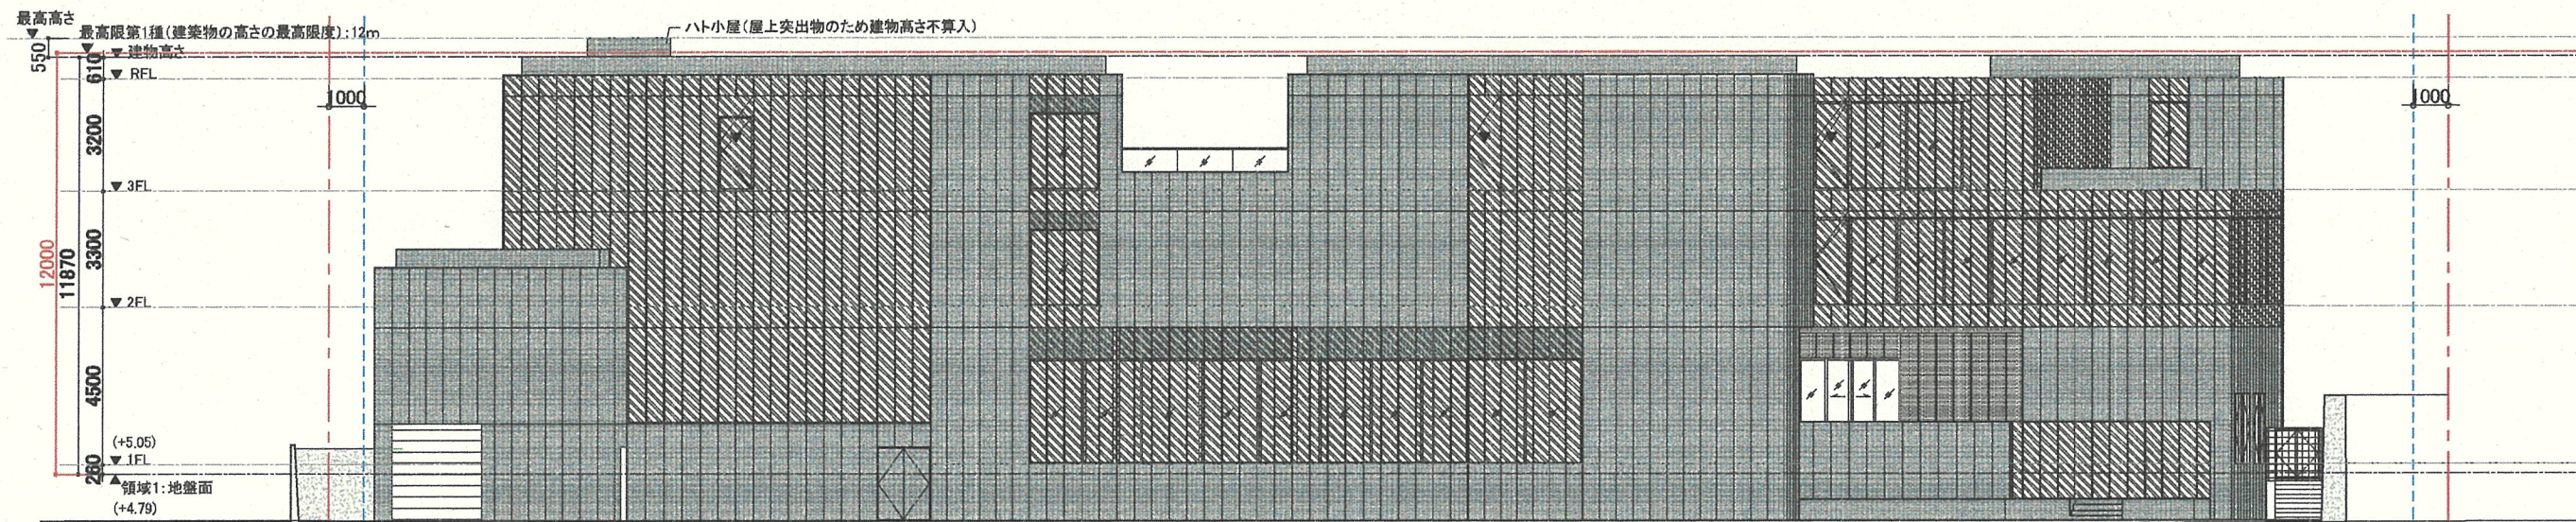 最高高さ
最高限第1種(建築物の高さの最高限度):12m
ハト小屋(屋上突出物のため建物高さ不算入)
建物高さ
RFL
550
610
1000
1000
3200
3FL
12000
11870
3300
2FL
4500
(+5.05)
1FL
260
領域1:地盤面
(+4.79)